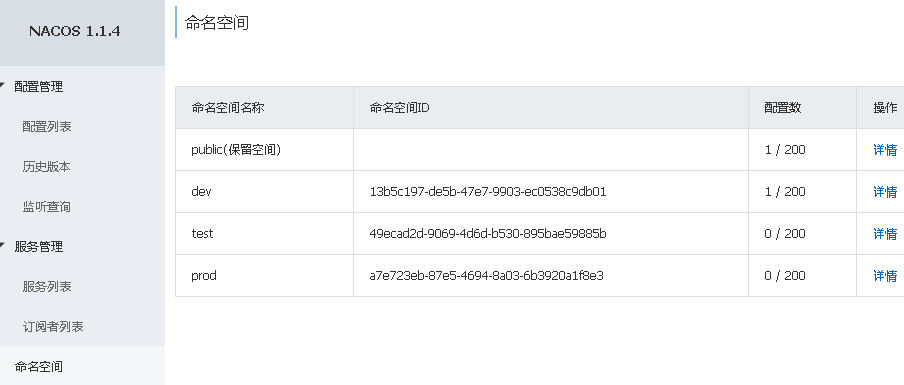 NACOS 1.1.4
配置管理
配置列表
历史版本
监听查询
服务管理
服务列表
订阅者列表
命名空间
命名空间
命名空间名称 命名空间ID 配置数 操作
public(保留空间) 1 / 200 详情
dev 13b5c197-de5b-47e7-9903-ec0538c9db01 1 / 200 详情
test 49ecad2d-9069-4d6d-b530-895bae59885b 0 / 200 详情
prod a7e723eb-87e5-4694-8a03-6b3920a1f8e3 0 / 200 详情